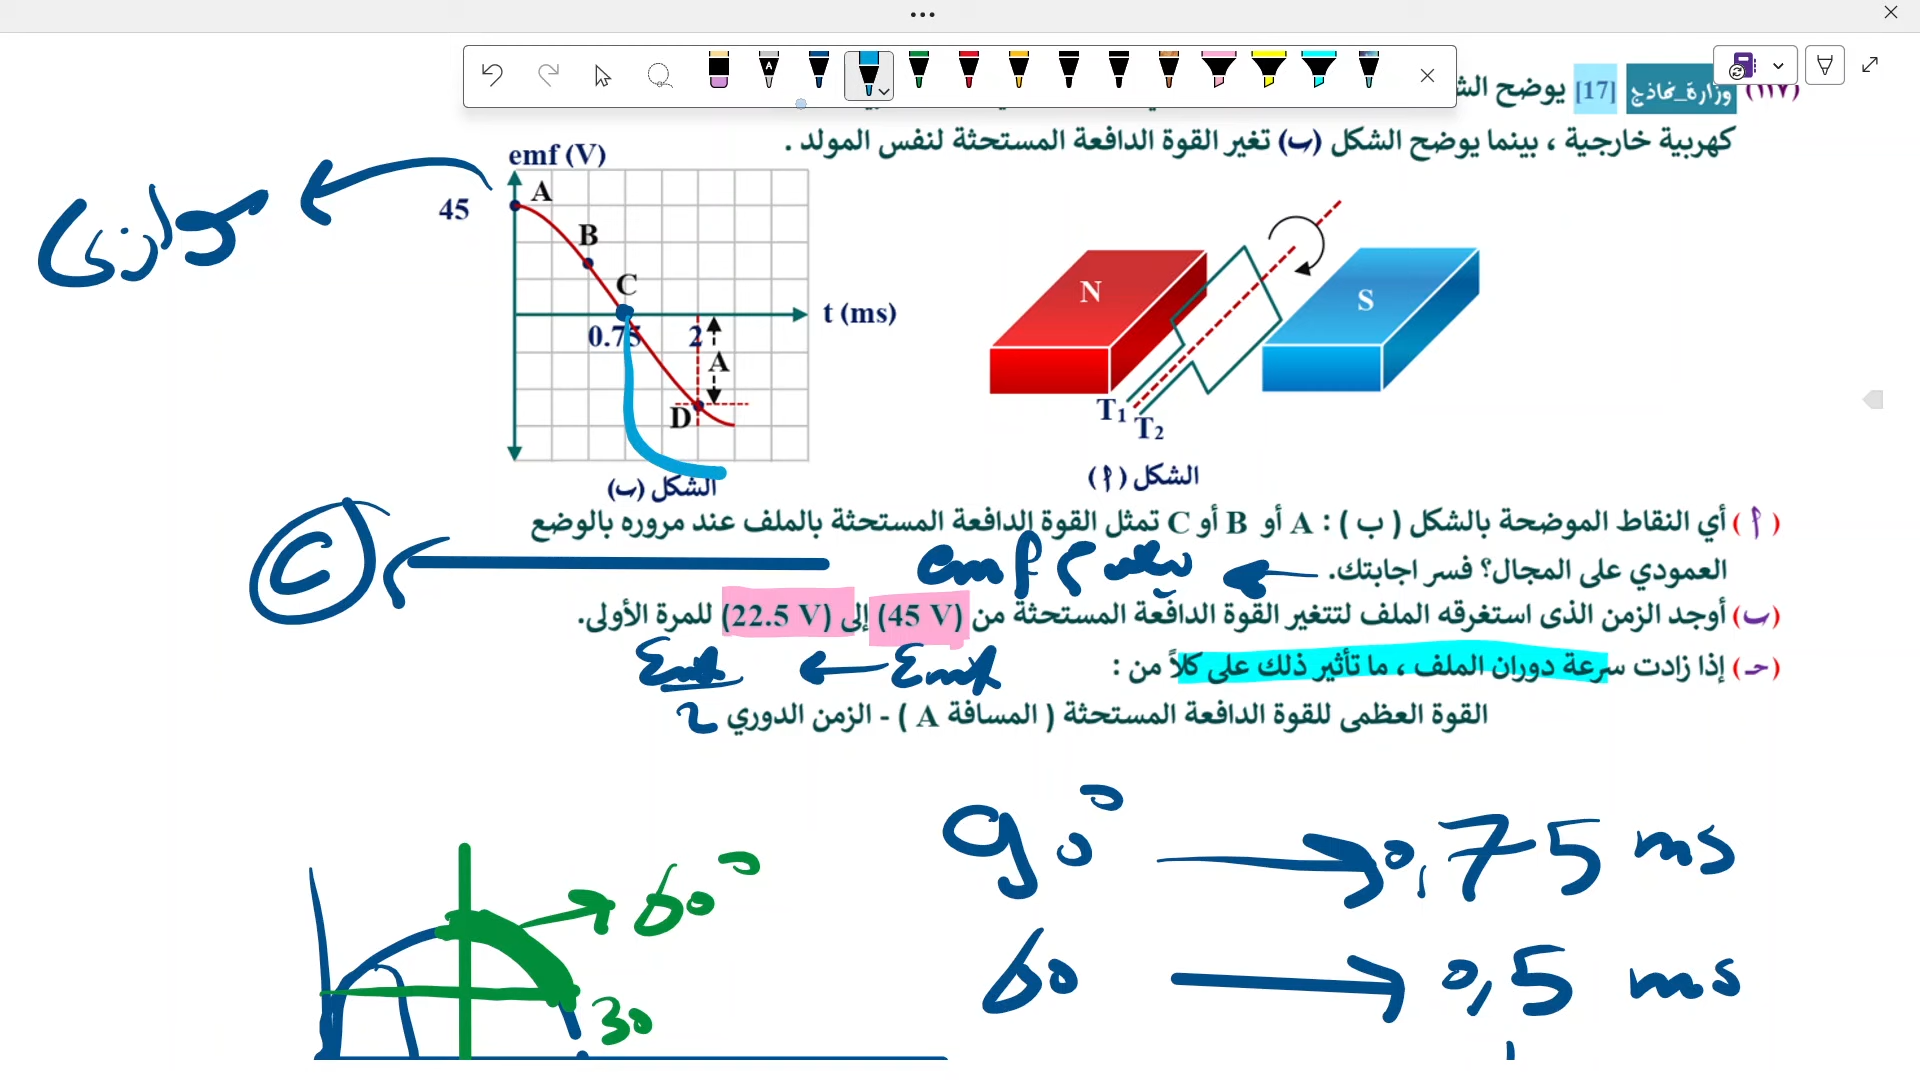 (١١٧) وزارة_نماذج [17] يوضح الش
كهربية خارجية ، بينما يوضح الشكل (ب) تغير القوة الدافعة المستحثة لنفس المولد .
emf (V)
45
A
B
C
t (ms)
0.75
2
A
D
الشكل (ب)
موازى
N
S
T1
T2
الشكل (أ)
(أ) أي النقاط الموضحة بالشكل ( ب ) : A أو B أو C تمثل القوة الدافعة المستحثة بالملف عند مروره بالوضع
العمودي على المجال؟ فسر اجابتك.
emf
C
(ب) أوجد الزمن الذى استغرقه الملف لتتغير القوة الدافعة المستحثة من (45 V) إلى (22.5 V) للمرة الأولى.
(حـ) إذا زادت سرعة دوران الملف ، ما تأثير ذلك على كلاً من :
Emf ← Emf
2
القوة العظمى للقوة الدافعة المستحثة ( المسافة A ) - الزمن الدوري
90° → 0,75 ms
60 → 0,5 ms
60°
30